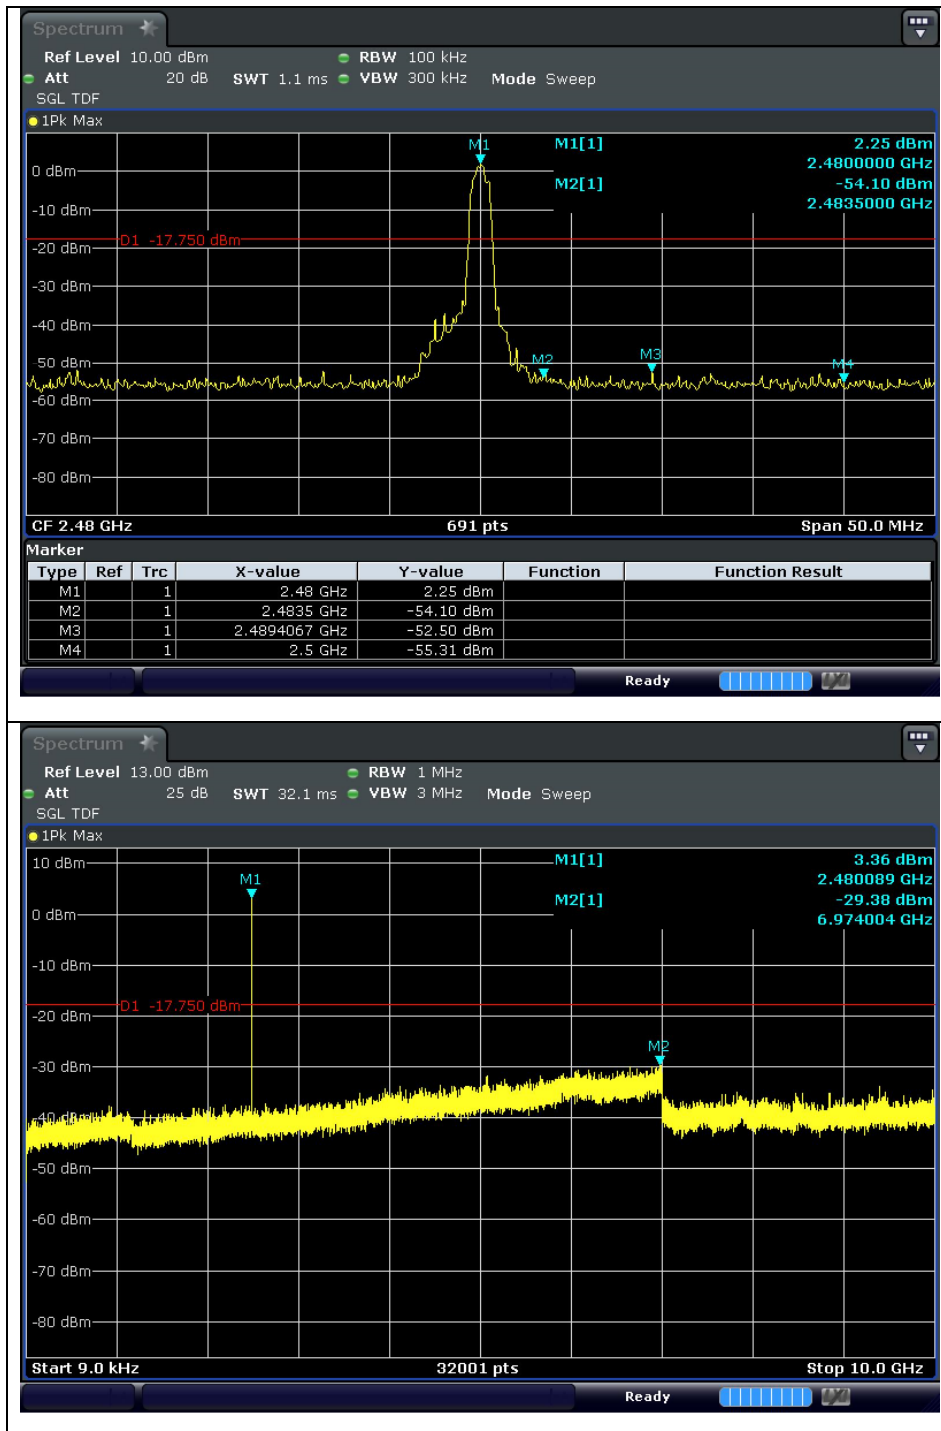 Spectrum
Ref Level 10.00 dBm RBW 100 kHz
Att 20 dB SWT 1.1 ms VBW 300 kHz Mode Sweep
SGL TDF
1Pk Max
M1[1] 2.25 dBm
2.4800000 GHz
M2[1] -54.10 dBm
2.4835000 GHz
M1
0 dBm
-10 dBm
D1 -17.750 dBm
-20 dBm
-30 dBm
-40 dBm
-50 dBm
M2
M3
M4
-60 dBm
-70 dBm
-80 dBm
CF 2.48 GHz 691 pts Span 50.0 MHz
Marker
Type Ref Trc X-value Y-value Function Function Result
M1 1 2.48 GHz 2.25 dBm
M2 1 2.4835 GHz -54.10 dBm
M3 1 2.4894067 GHz -52.50 dBm
M4 1 2.5 GHz -55.31 dBm
Ready
Spectrum
Ref Level 13.00 dBm RBW 1 MHz
Att 25 dB SWT 32.1 ms VBW 3 MHz Mode Sweep
SGL TDF
1Pk Max
10 dBm
M1[1] 3.36 dBm
2.480089 GHz
M2[1] -29.38 dBm
6.974004 GHz
M1
0 dBm
-10 dBm
D1 -17.750 dBm
-20 dBm
M2
-30 dBm
-40 dBm
-50 dBm
-60 dBm
-70 dBm
-80 dBm
Start 9.0 kHz 32001 pts Stop 10.0 GHz
Ready